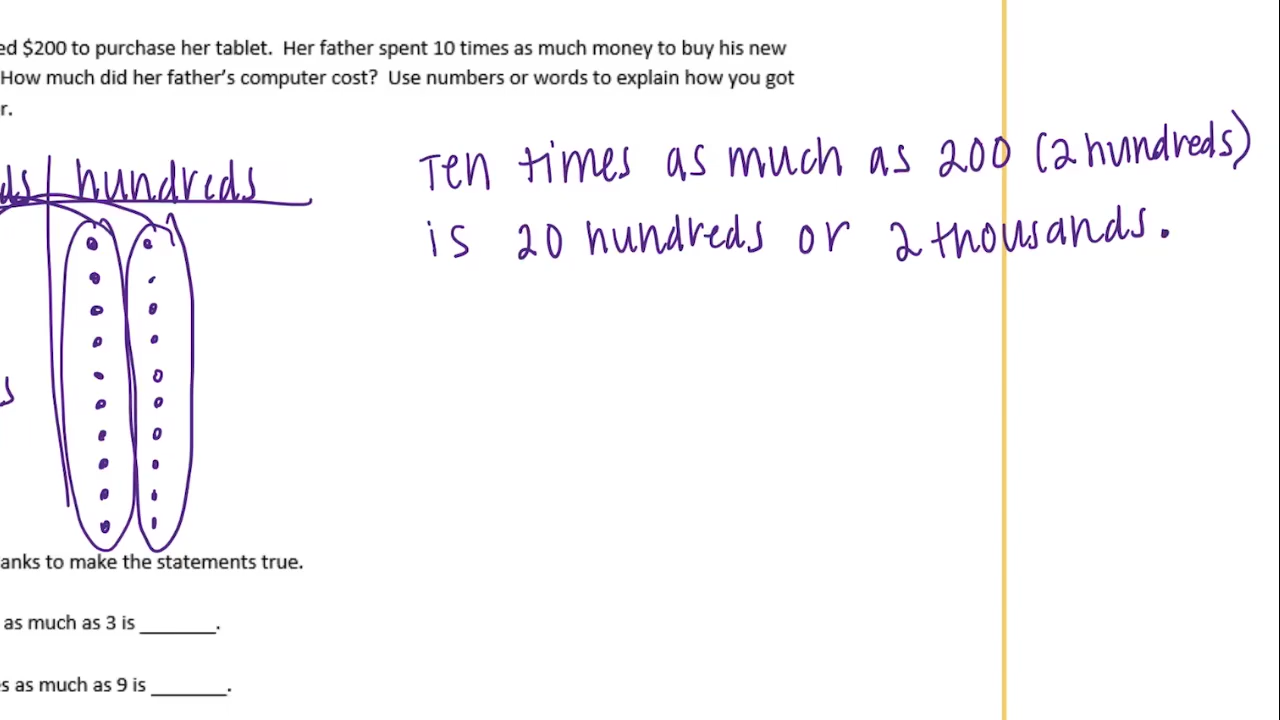 ed $200 to purchase her tablet. Her father spent 10 times as much money to buy his new
How much did her father's computer cost? Use numbers or words to explain how you got
r.
ds hundreds
Ten times as much as 200 (2 hundreds)
is 20 hundreds or 2 thousands.
s
anks to make the statements true.
as much as 3 is _______.
s as much as 9 is _______.